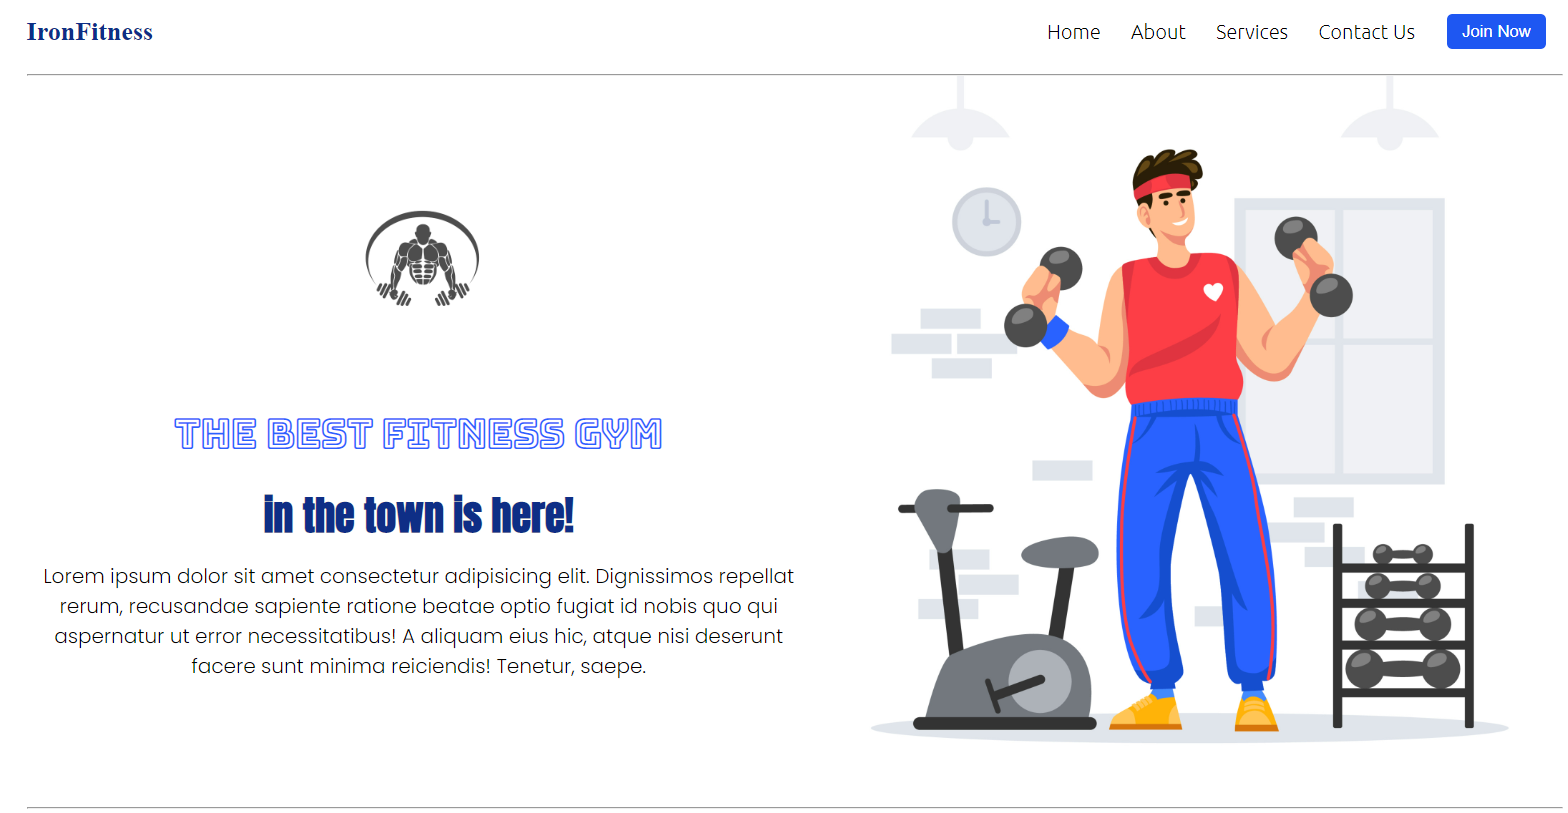 IronFitness
Home About Services Contact Us Join Now
THE BEST FITNESS GYM
in the town is here!
Lorem ipsum dolor sit amet consectetur adipisicing elit. Dignissimos repellat
rerum, recusandae sapiente ratione beatae optio fugiat id nobis quo qui
aspernatur ut error necessitatibus! A aliquam eius hic, atque nisi deserunt
facere sunt minima reiciendis! Tenetur, saepe.